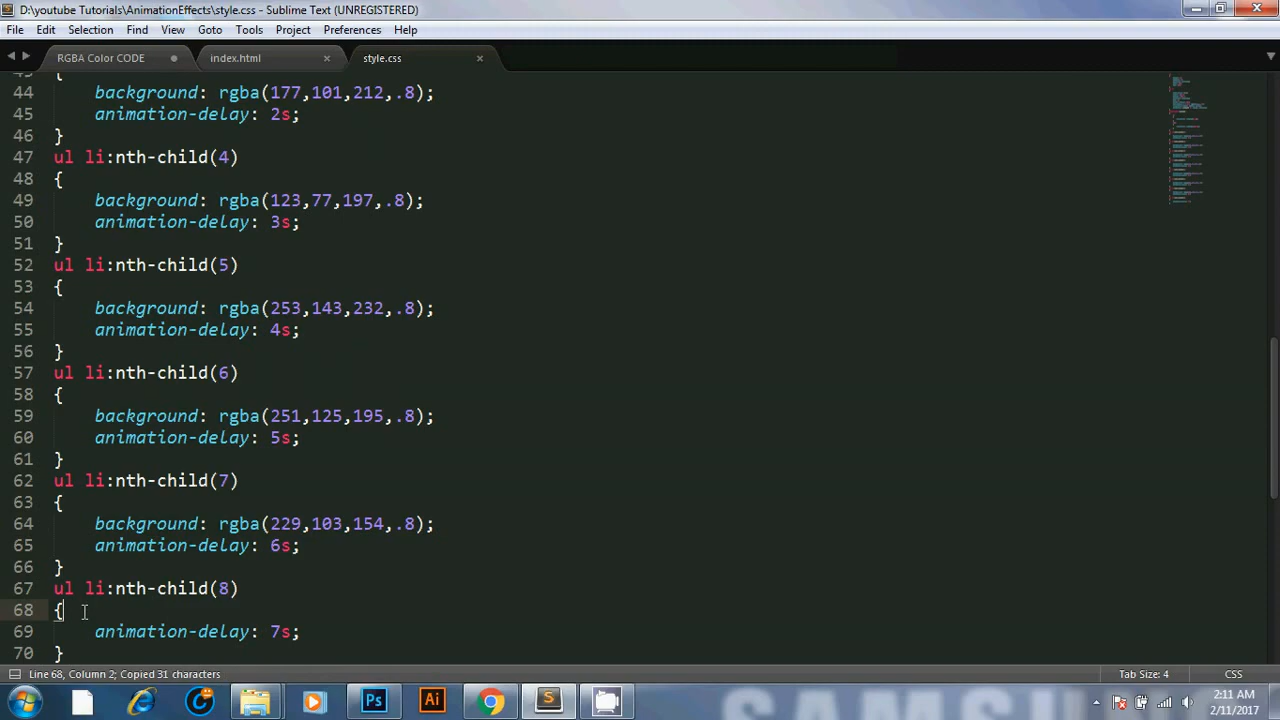 D:\youtube Tutorials\AnimationEffects\style.css - Sublime Text (UNREGISTERED)
File Edit Selection Find View Goto Tools Project Preferences Help
RGBA Color CODE index.html style.css
{
44 background: rgba(177,101,212,.8);
45 animation-delay: 2s;
46 }
47 ul li:nth-child(4)
48 {
49 background: rgba(123,77,197,.8);
50 animation-delay: 3s;
51 }
52 ul li:nth-child(5)
53 {
54 background: rgba(253,143,232,.8);
55 animation-delay: 4s;
56 }
57 ul li:nth-child(6)
58 {
59 background: rgba(251,125,195,.8);
60 animation-delay: 5s;
61 }
62 ul li:nth-child(7)
63 {
64 background: rgba(229,103,154,.8);
65 animation-delay: 6s;
66 }
67 ul li:nth-child(8)
68 {
69 animation-delay: 7s;
70 }
Line 68, Column 2; Copied 31 characters Tab Size: 4 CSS
Ps Ai S
2:11 AM
2/11/2017